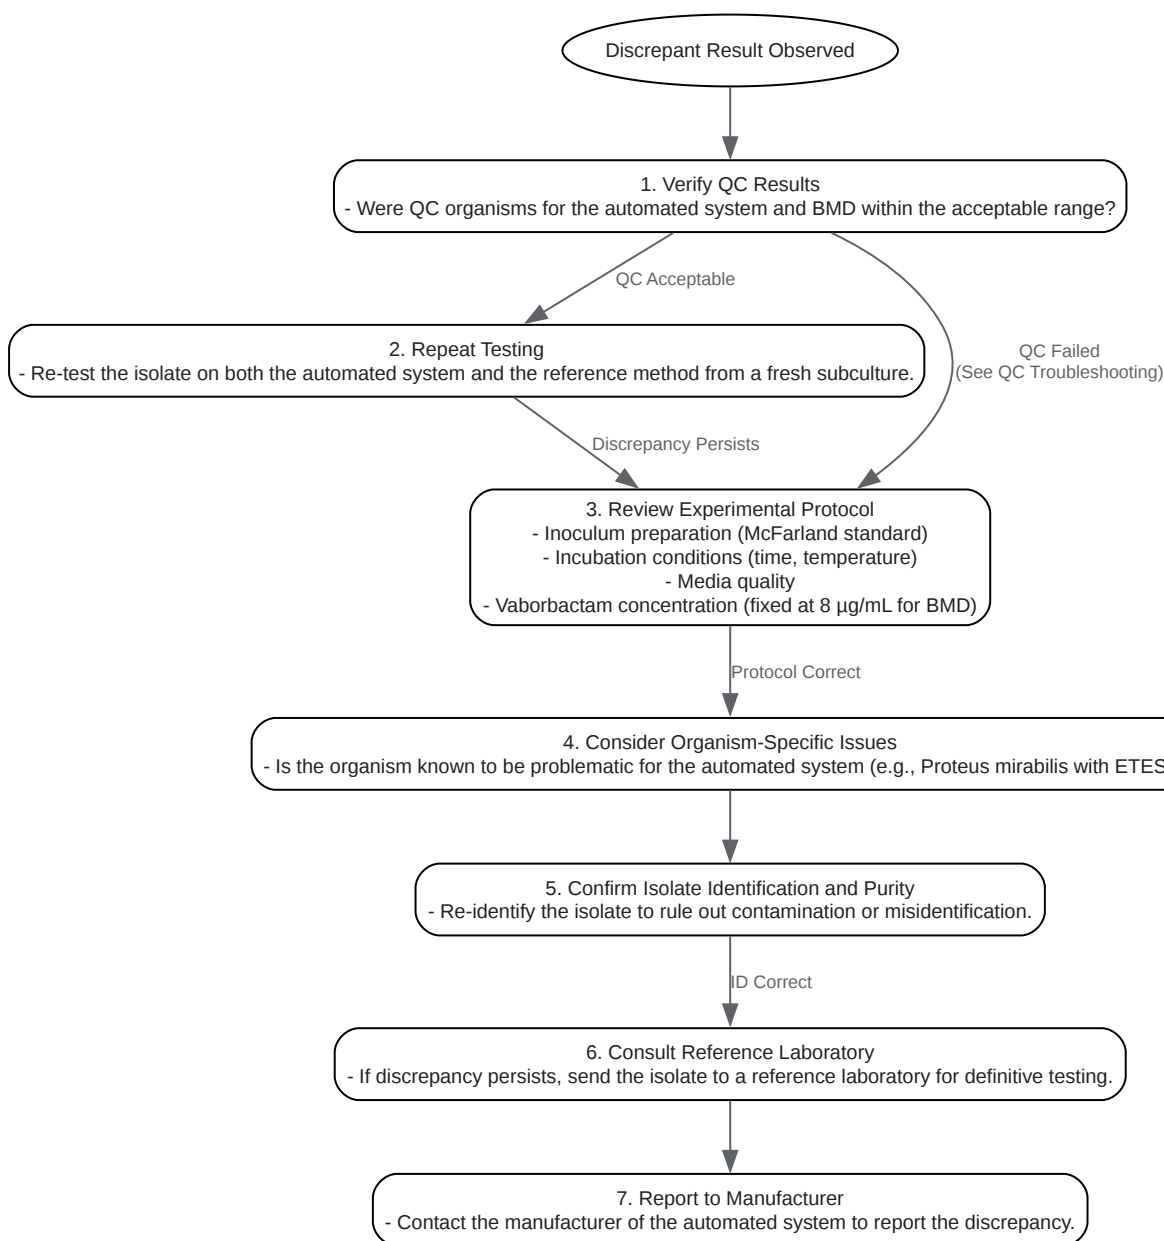 Discrepant Result Observed
1. Verify QC Results
- Were QC organisms for the automated system and BMD within the acceptable range?
QC Acceptable
2. Repeat Testing
- Re-test the isolate on both the automated system and the reference method from a fresh subculture.
QC Failed
(See QC Troubleshooting)
Discrepancy Persists
3. Review Experimental Protocol
- Inoculum preparation (McFarland standard)
- Incubation conditions (time, temperature)
- Media quality
- Vaborbactam concentration (fixed at 8 µg/mL for BMD)
Protocol Correct
4. Consider Organism-Specific Issues
- Is the organism known to be problematic for the automated system (e.g., Proteus mirabilis with ETES
5. Confirm Isolate Identification and Purity
- Re-identify the isolate to rule out contamination or misidentification.
ID Correct
6. Consult Reference Laboratory
- If discrepancy persists, send the isolate to a reference laboratory for definitive testing.
7. Report to Manufacturer
- Contact the manufacturer of the automated system to report the discrepancy.